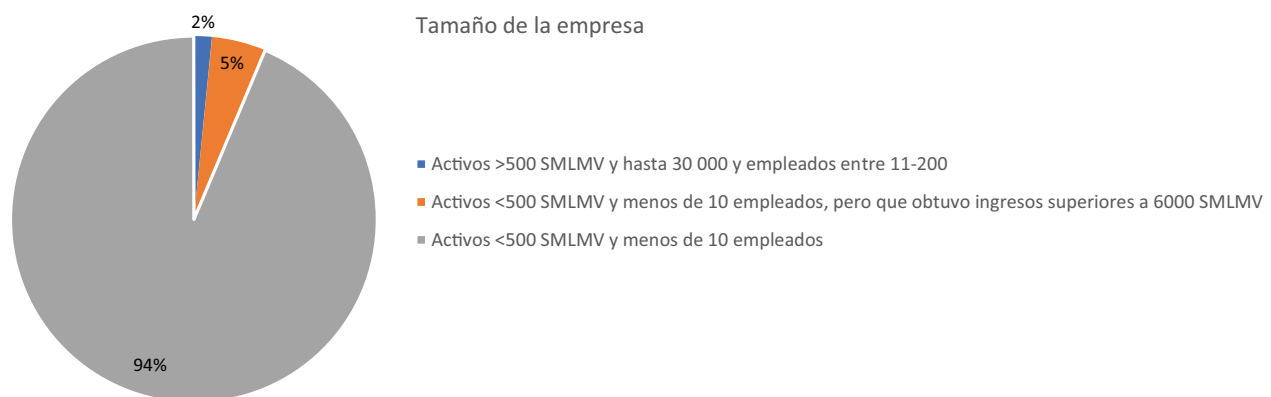 Tamaño de la empresa
2%
5%
94%
Activos >500 SMLMV y hasta 30 000 y empleados entre 11-200
Activos <500 SMLMV y menos de 10 empleados, pero que obtuvo ingresos superiores a 6000 SMLMV
Activos <500 SMLMV y menos de 10 empleados